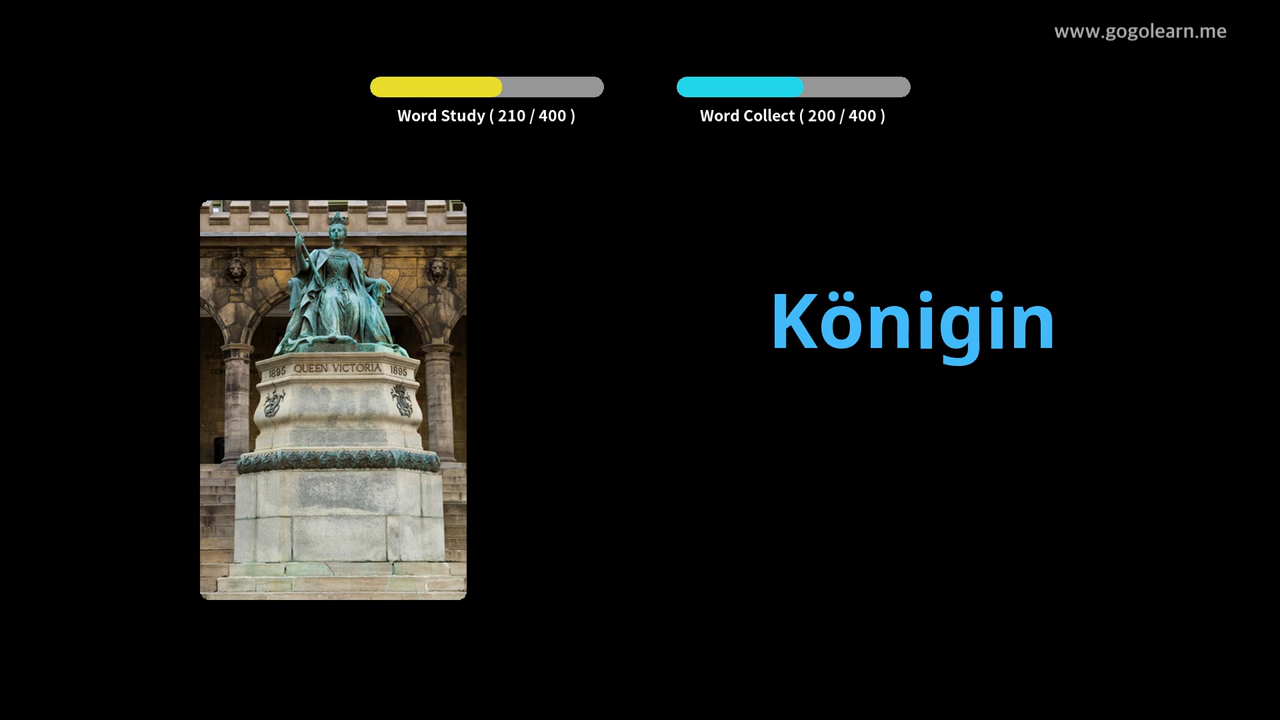 www.gogolearn.me
Word Study ( 210 / 400 )
Word Collect ( 200 / 400 )
Königin
1895 QUEEN VICTORIA 1895